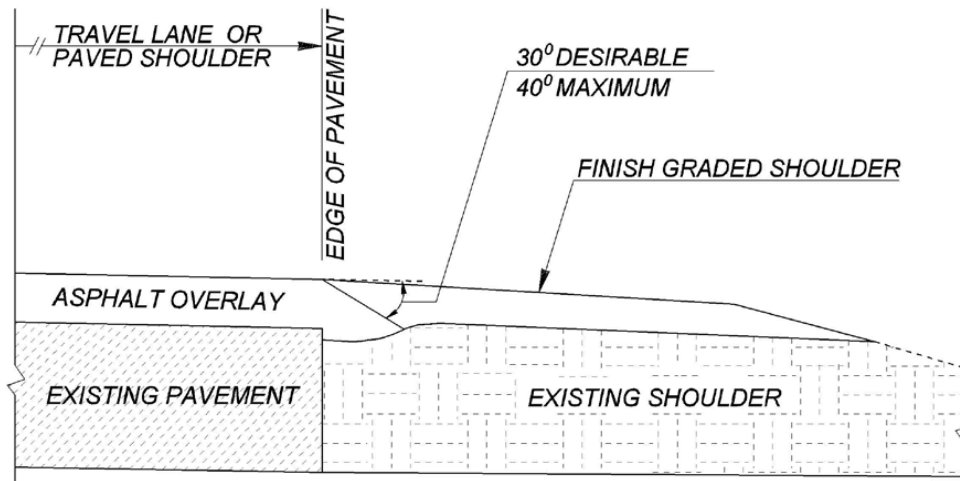 TRAVEL LANE OR
PAVED SHOULDER
EDGE OF PAVEMENT
30⁰ DESIRABLE
40⁰ MAXIMUM
FINISH GRADED SHOULDER
ASPHALT OVERLAY
EXISTING PAVEMENT
EXISTING SHOULDER